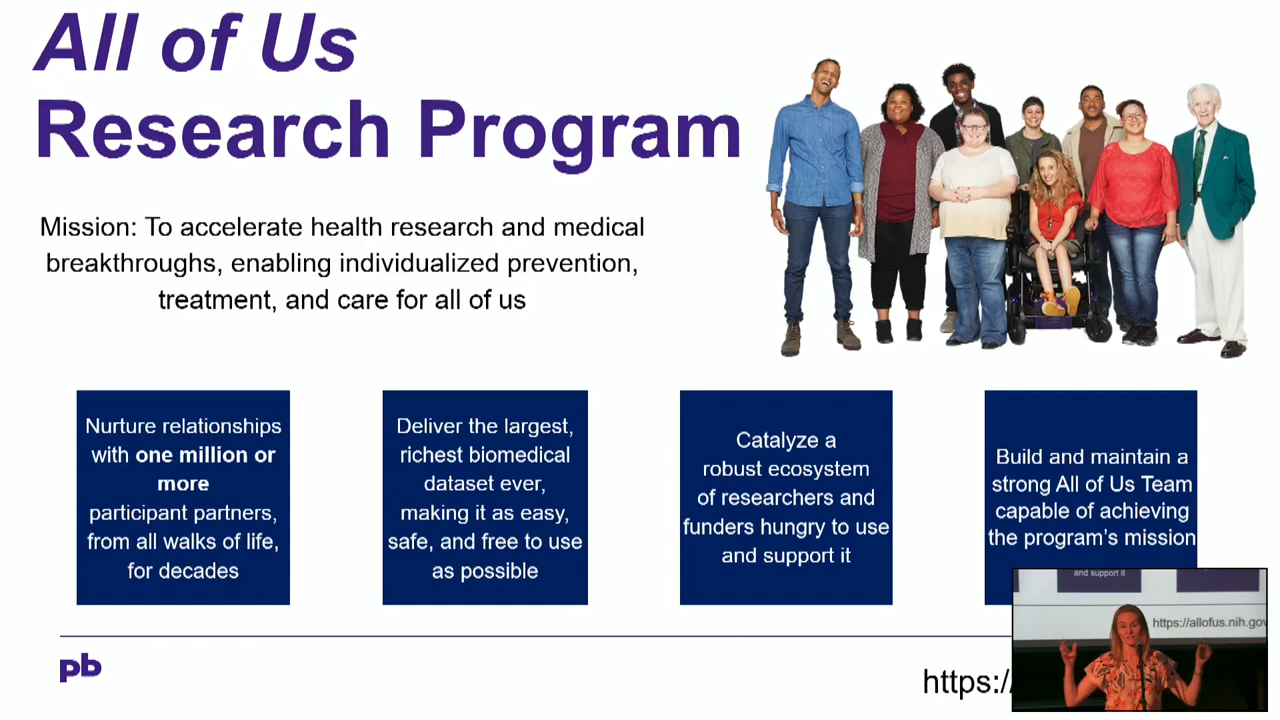 All of Us
Research Program
Mission: To accelerate health research and medical
breakthroughs, enabling individualized prevention,
treatment, and care for all of us
Nurture relationships
with one million or
more
participant partners,
from all walks of life,
for decades
Deliver the largest,
richest biomedical
dataset ever,
making it as easy,
safe, and free to use
as possible
Catalyze a
robust ecosystem
of researchers and
funders hungry to use
and support it
Build and maintain a
strong All of Us Team
capable of achieving
the program's mission
and support it
https://allofus.nih.gov
pb
https:/